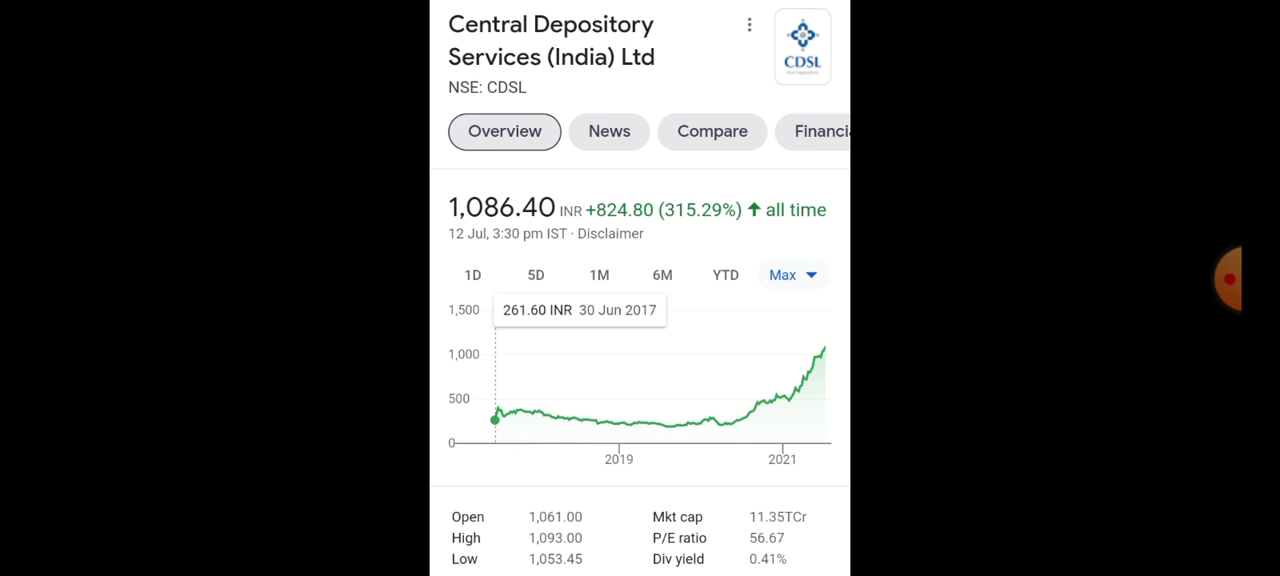 Central Depository
Services (India) Ltd
NSE: CDSL
CDSL
Overview News Compare Financi
1,086.40 INR +824.80 (315.29%) ↑ all time
12 Jul, 3:30 pm IST · Disclaimer
1D 5D 1M 6M YTD Max
261.60 INR 30 Jun 2017
1,500
1,000
500
0
2019 2021
Open 1,061.00 Mkt cap 11.35TCr
High 1,093.00 P/E ratio 56.67
Low 1,053.45 Div yield 0.41%